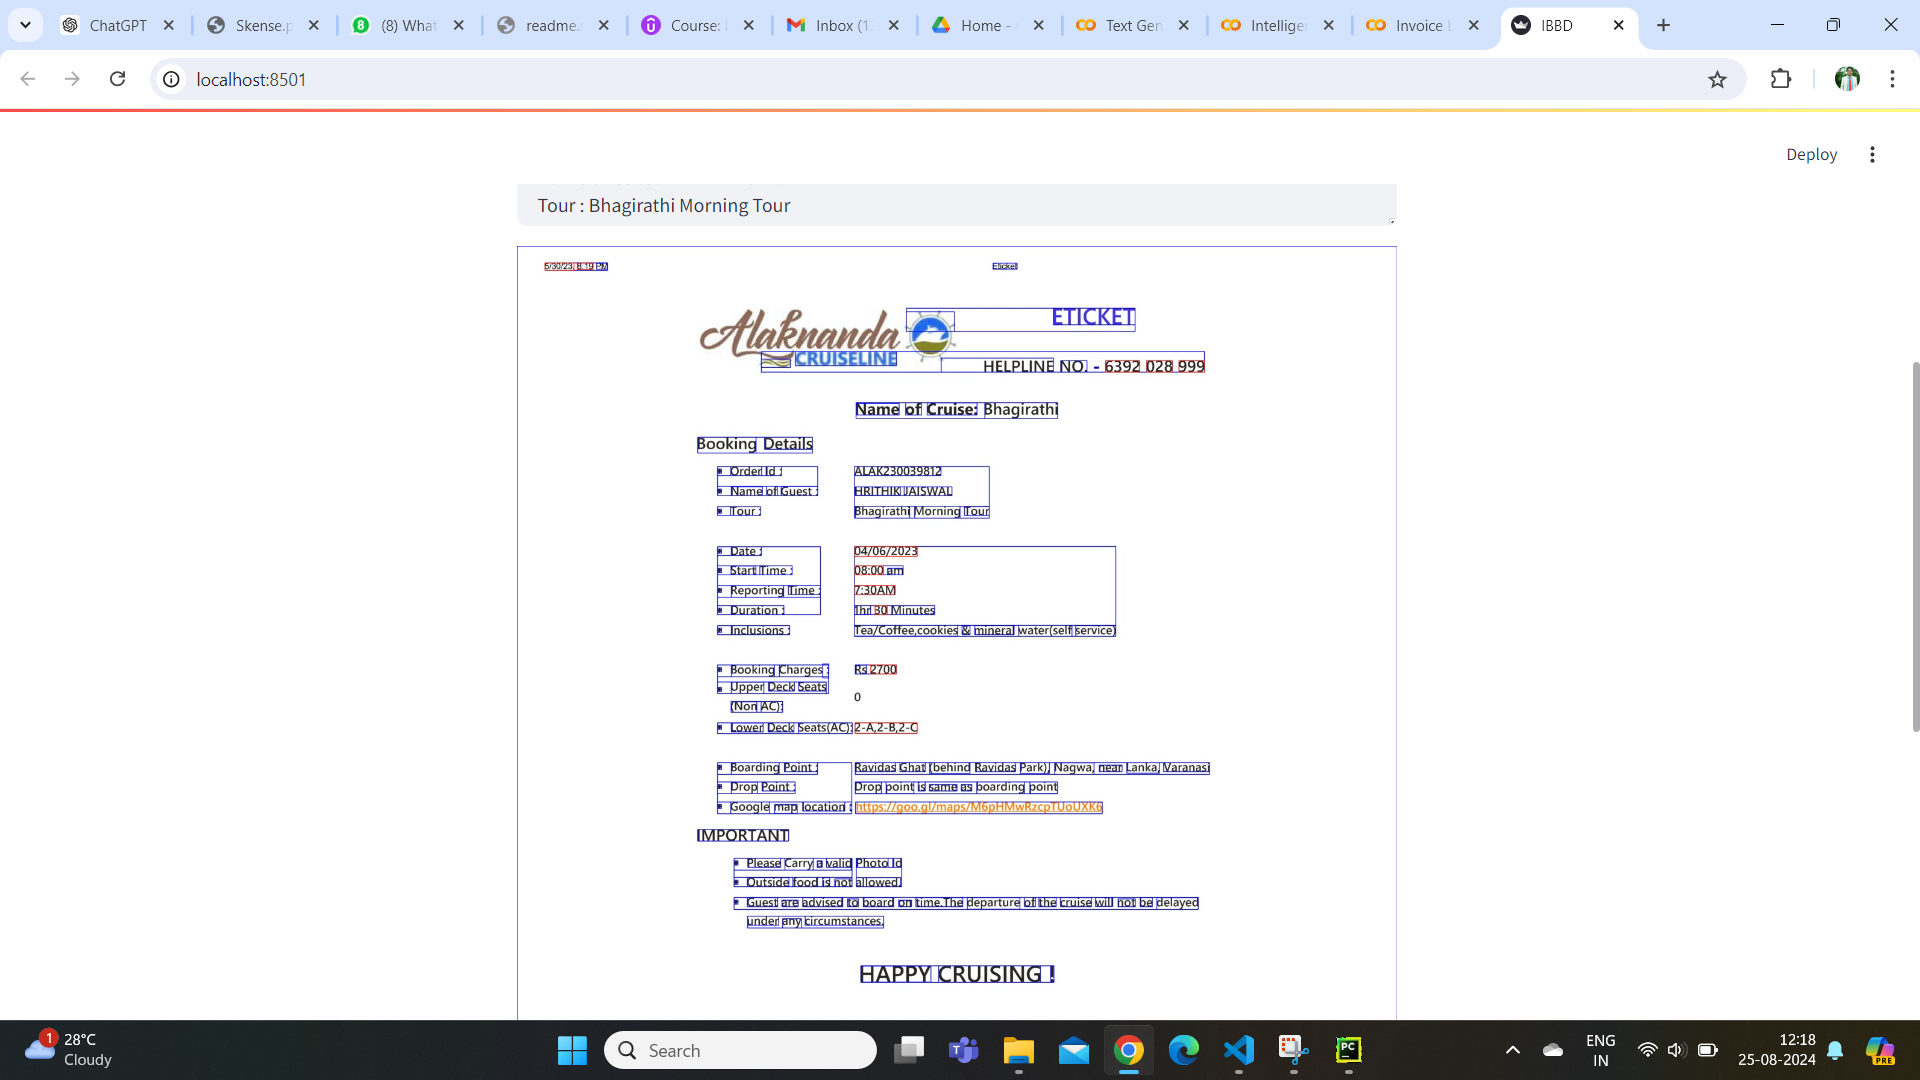 ChatGPT
Skense.p
(8) What
readme.
Course:
Inbox (1
Home -
Text Gen
Intellige
Invoice
IBBD
localhost:8501
Deploy
Tour : Bhagirathi Morning Tour
5/30/23, 8:19 PM
Eticket
Alaknanda
CRUISELINE
ETICKET
HELPLINE NO. - 6392 028 999
Name of Cruise: Bhagirathi
Booking Details
Order Id : ALAK230039812
Name of Guest : HRITHIK JAISWAL
Tour : Bhagirathi Morning Tour
Date : 04/06/2023
Start Time : 08:00 am
Reporting Time : 7:30AM
Duration : 1hr 30 Minutes
Inclusions : Tea/Coffee,cookies & mineral water(self service)
Booking Charges : Rs 2700
Upper Deck Seats
(Non AC): 0
Lower Deck Seats(AC): 2-A,2-B,2-C
Boarding Point : Ravidas Ghat (behind Ravidas Park), Nagwa, near Lanka, Varanasi
Drop Point : Drop point is same as boarding point
Google map location : https://goo.gl/maps/M6pHMwRzcpTUoUXK6
IMPORTANT
Please Carry a valid Photo Id
Outside food is not allowed.
Guest are advised to board on time.The departure of the cruise will not be delayed
under any circumstances.
HAPPY CRUISING !
1
28°C
Cloudy
Search
ENG
IN
12:18
25-08-2024
PRE